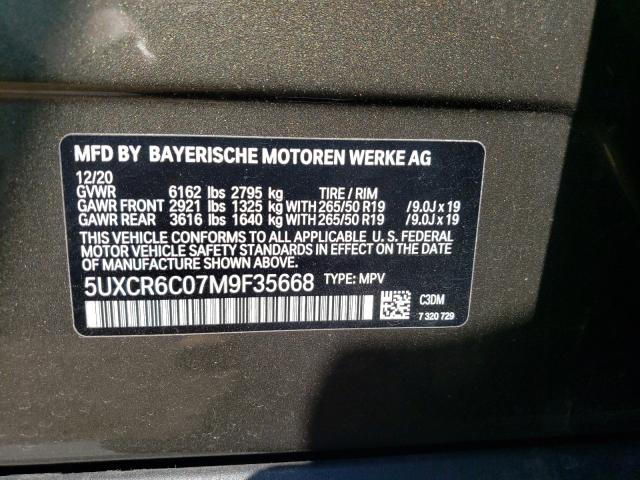 MFD BY BAYERISCHE MOTOREN WERKE AG
12/20
GVWR 6162 lbs 2795 kg TIRE / RIM
GAWR FRONT 2921 lbs 1325 kg WITH 265/50 R19 /9.0J x 19
GAWR REAR 3616 lbs 1640 kg WITH 265/50 R19 /9.0J x 19
THIS VEHICLE CONFORMS TO ALL APPLICABLE U. S. FEDERAL
MOTOR VEHICLE SAFETY STANDARDS IN EFFECT ON THE DATE
OF MANUFACTURE SHOWN ABOVE.
5UXCR6C07M9F35668 TYPE: MPV
C3DM
7 320 729